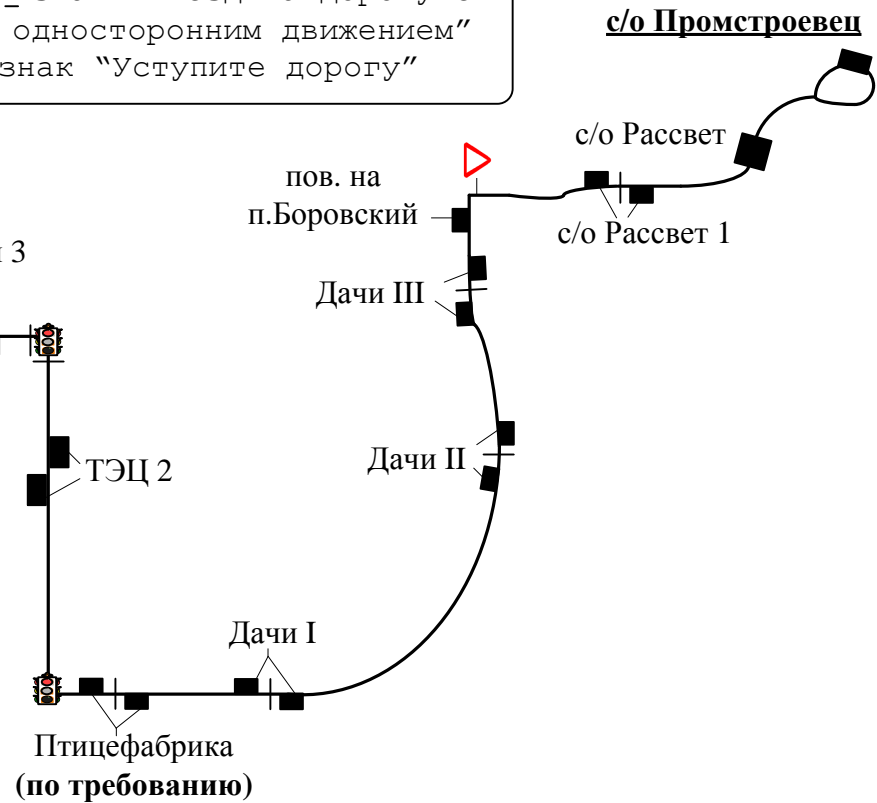 односторонним движением”
знак “Уступите дорогу”
с/о Промстроевец
с/о Рассвет
пов. на
п.Боровский
с/о Рассвет 1
3
Дачи III
Дачи II
ТЭЦ 2
Дачи I
Птицефабрика
(по требованию)